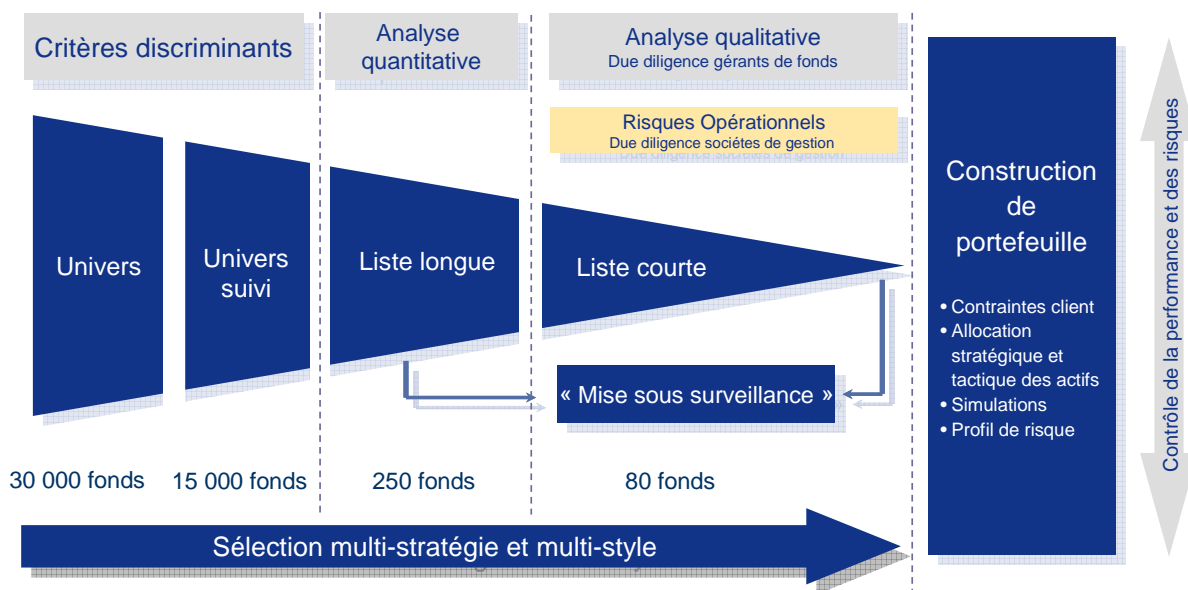 Critères discriminants
Analyse
quantitative
Analyse qualitative
Due diligence gérants de fonds
Risques Opérationnels
Due diligence sociétes de gestion
Univers
Univers
suivi
Liste longue
Liste courte
« Mise sous surveillance »
30 000 fonds
15 000 fonds
250 fonds
80 fonds
Sélection multi-stratégie et multi-style
Construction
de
portefeuille
• Contraintes client
• Allocation
stratégique et
tactique des actifs
• Simulations
• Profil de risque
Contrôle de la performance et des risques